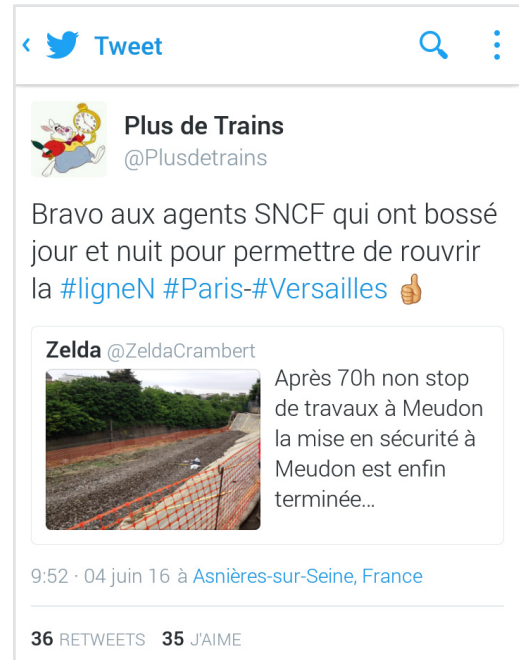 Tweet
Plus de Trains
@Plusdetrains
Bravo aux agents SNCF qui ont bossé
jour et nuit pour permettre de rouvrir
la #ligneN #Paris-#Versailles 👍
Zelda @ZeldaCrambert
Après 70h non stop
de travaux à Meudon
la mise en sécurité à
Meudon est enfin
terminée...
9:52 · 04 juin 16 à Asnières-sur-Seine, France
36 RETWEETS 35 J'AIME